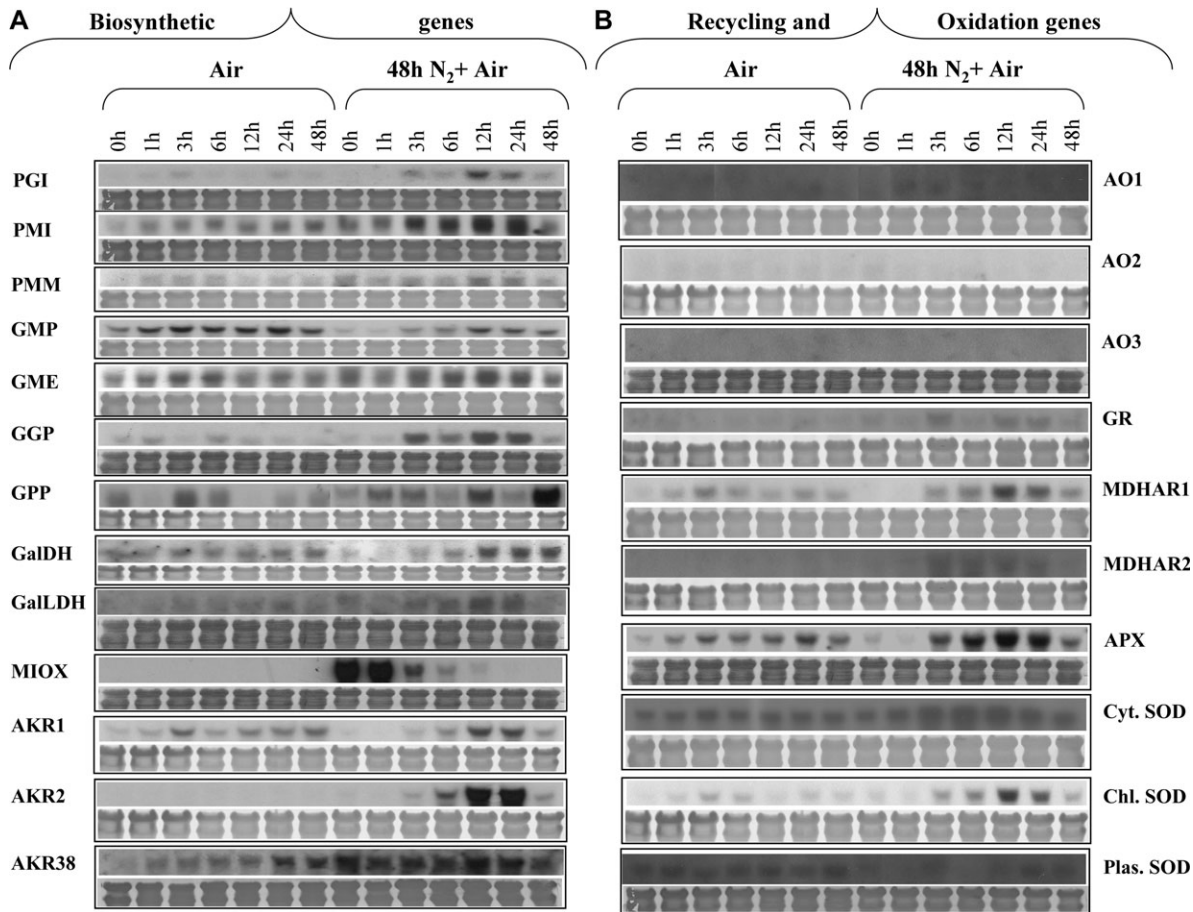 A Biosynthetic genes
Air 48h N₂+ Air
0h 1h 3h 6h 12h 24h 48h 0h 1h 3h 6h 12h 24h 48h
PGI
PMI
PMM
GMP
GME
GGP
GPP
GalDH
GalLDH
MIOX
AKR1
AKR2
AKR38
B Recycling and Oxidation genes
Air 48h N₂+ Air
0h 1h 3h 6h 12h 24h 48h 0h 1h 3h 6h 12h 24h 48h
AO1
AO2
AO3
GR
MDHAR1
MDHAR2
APX
Cyt. SOD
Chl. SOD
Plas. SOD